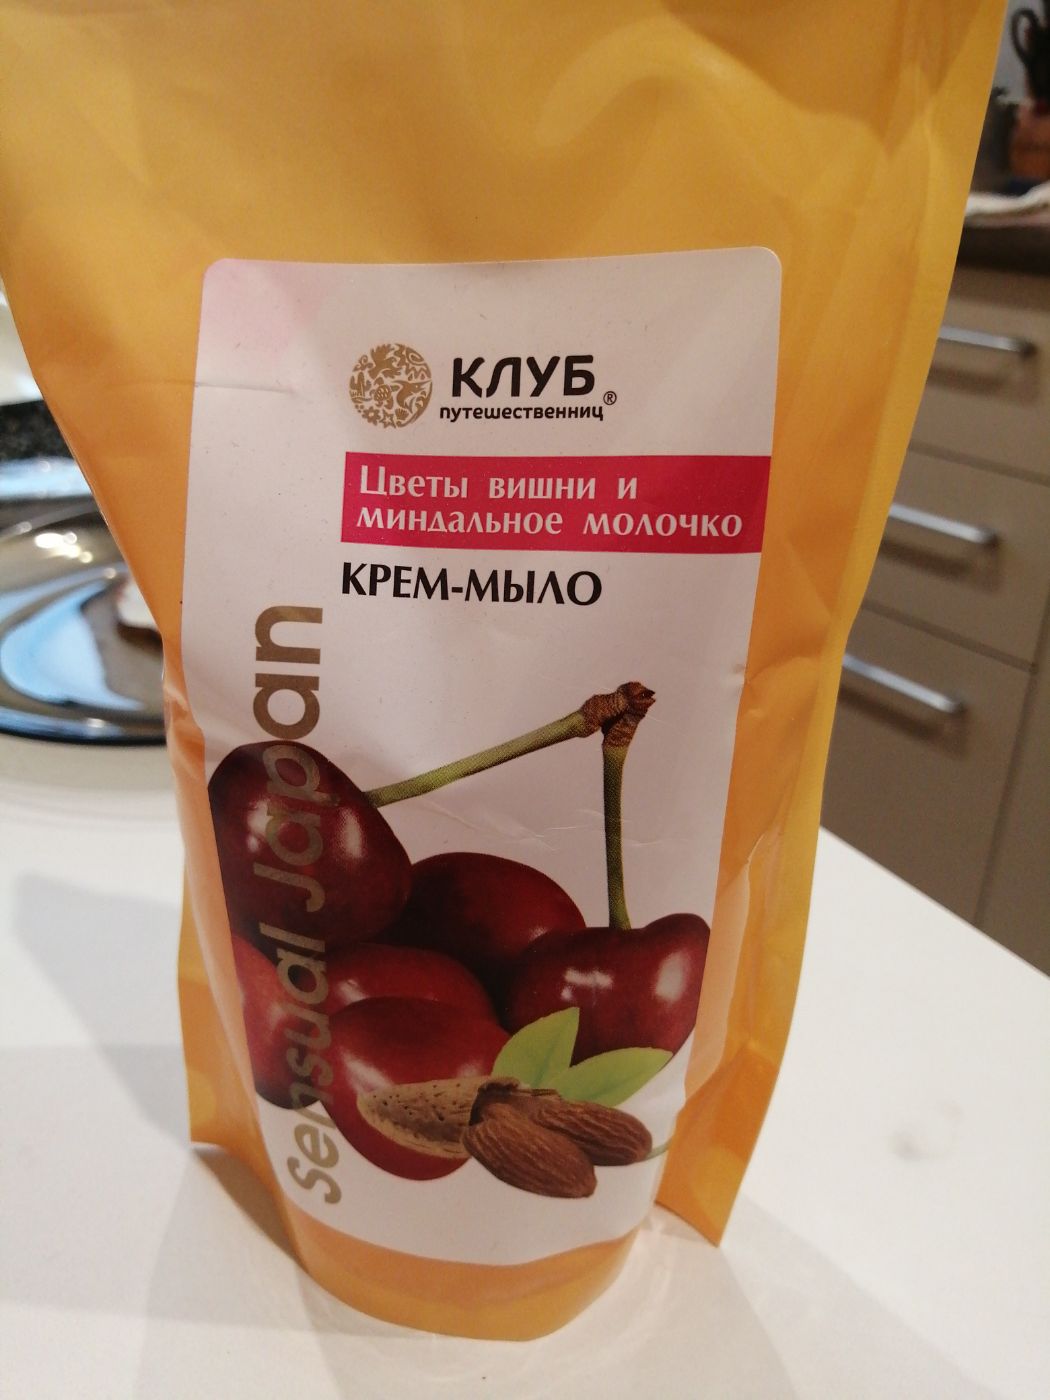 КЛУБ
путешественниц®
Цветы вишни и
миндальное молочко
КРЕМ-МЫЛО
Sensual Japan